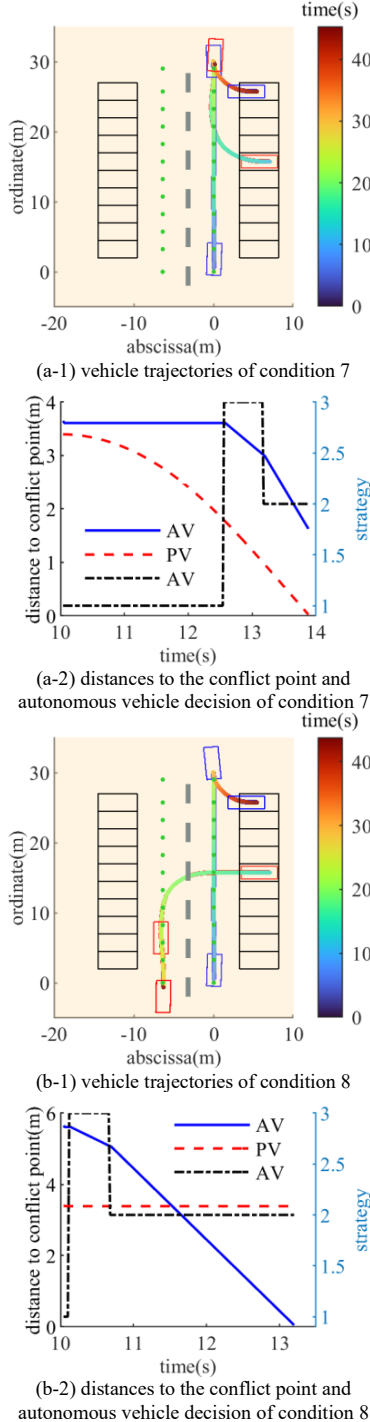 time(s)
ordinate(m)
30
20
10
0
40
30
20
10
0
-20
-10
0
10
abscissa(m)
(a-1) vehicle trajectories of condition 7
distance to conflict point(m)
4
3
2
1
0
AV
PV
AV
3
2.5
2
1.5
1
strategy
10
11
12
13
14
time(s)
(a-2) distances to the conflict point and
autonomous vehicle decision of condition 7
time(s)
ordinate(m)
30
20
10
0
40
30
20
10
0
-20
-10
0
10
abscissa(m)
(b-1) vehicle trajectories of condition 8
distance to conflict point(m)
6
4
2
0
AV
PV
AV
3
2.5
2
1.5
1
strategy
10
11
12
13
time(s)
(b-2) distances to the conflict point and
autonomous vehicle decision of condition 8